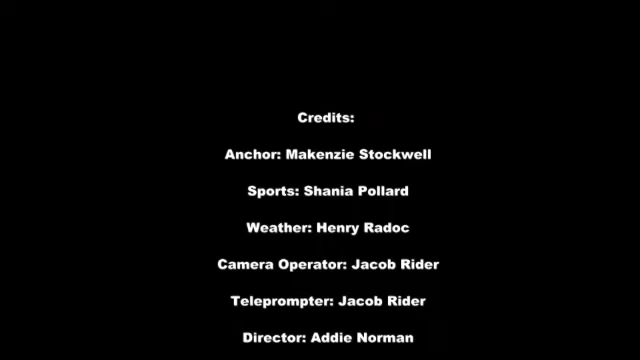 Credits:
Anchor: Makenzie Stockwell
Sports: Shania Pollard
Weather: Henry Radoc
Camera Operator: Jacob Rider
Teleprompter: Jacob Rider
Director: Addie Norman